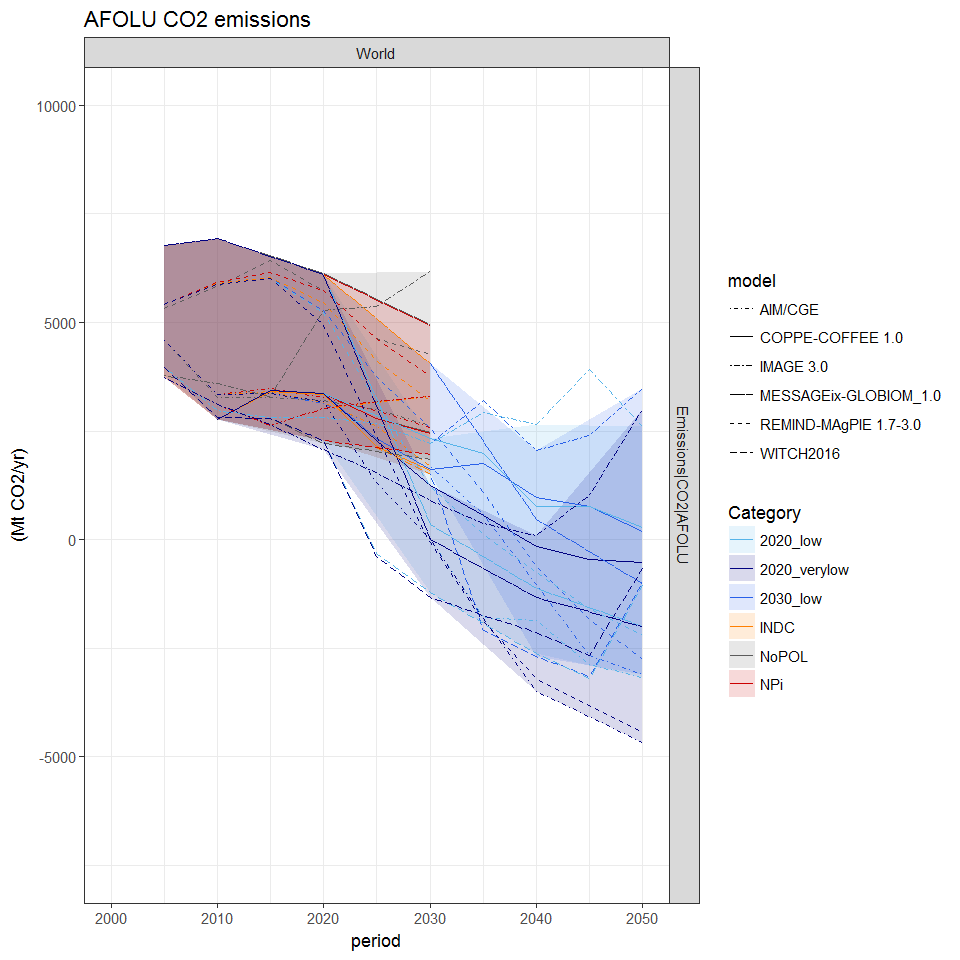 AFOLU CO2 emissions
World
10000
5000
0
-5000
(Mt CO2/yr)
Emissions|CO2|AFOLU
2000
2010
2020
2030
2040
2050
period
model
AIM/CGE
COPPE-COFFEE 1.0
IMAGE 3.0
MESSAGEix-GLOBIOM_1.0
REMIND-MAgPIE 1.7-3.0
WITCH2016
Category
2020_low
2020_verylow
2030_low
INDC
NoPOL
NPi